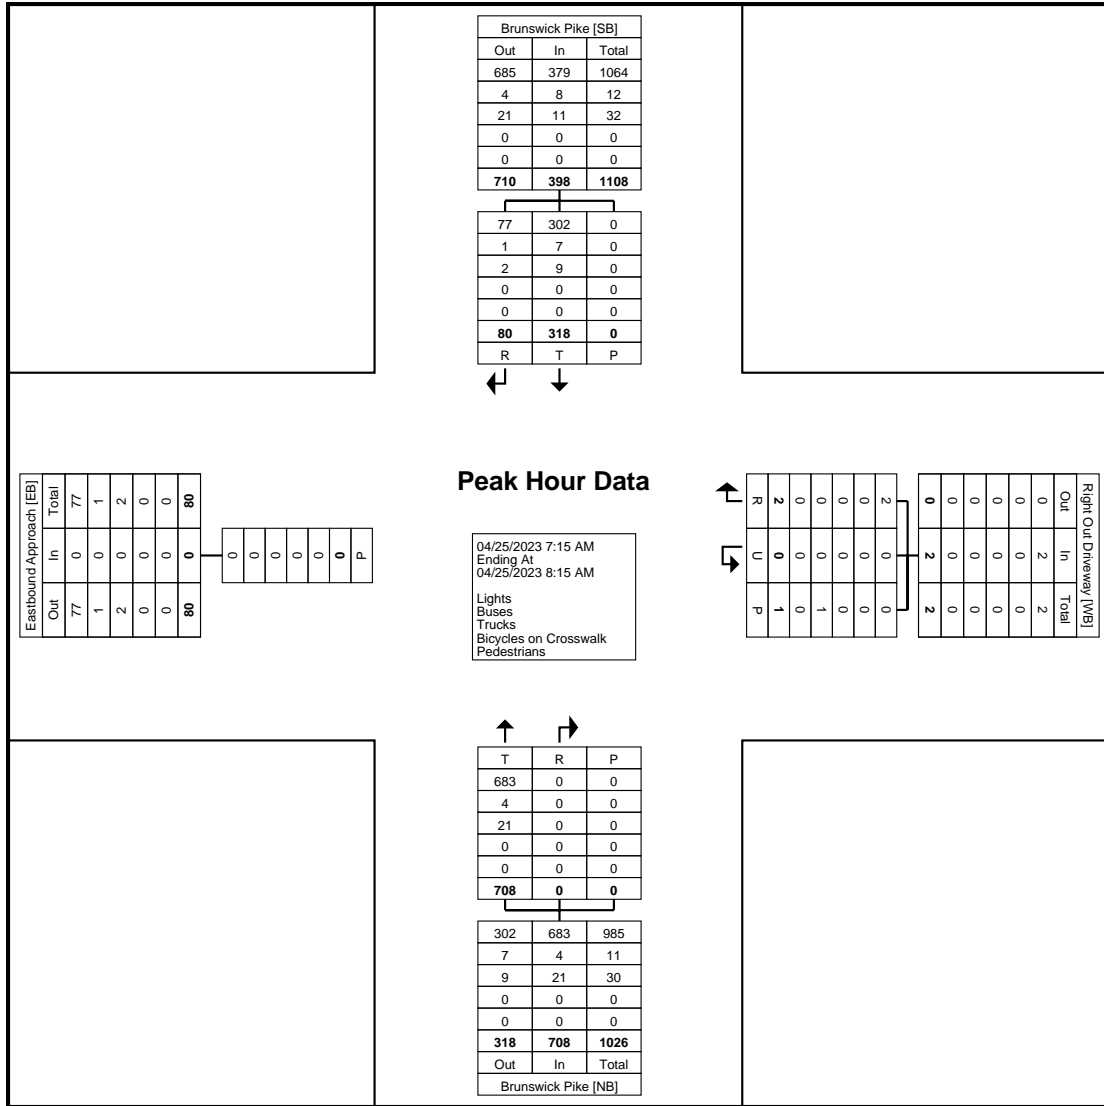 Brunswick Pike [SB]
Out In Total
685 379 1064
4 8 12
21 11 32
0 0 0
0 0 0
710 398 1108
77 302 0
1 7 0
2 9 0
0 0 0
0 0 0
80 318 0
R T P
Eastbound Approach [EB]
Out In Total
77 0 77
1 0 1
2 0 2
0 0 0
0 0 0
80 0 80
0
0
0
0
0
0
P
Peak Hour Data
04/25/2023 7:15 AM
Ending At
04/25/2023 8:15 AM
Lights
Buses
Trucks
Bicycles on Crosswalk
Pedestrians
Right Out Driveway [WB]
Out In Total
0 2 2
0 0 0
0 0 0
0 0 0
0 0 0
0 2 2
2 0 0
0 0 0
0 0 0
0 0 1
0 0 0
2 0 1
R U P
T R P
683 0 0
4 0 0
21 0 0
0 0 0
0 0 0
708 0 0
302 683 985
7 4 11
9 21 30
0 0 0
0 0 0
318 708 1026
Out In Total
Brunswick Pike [NB]